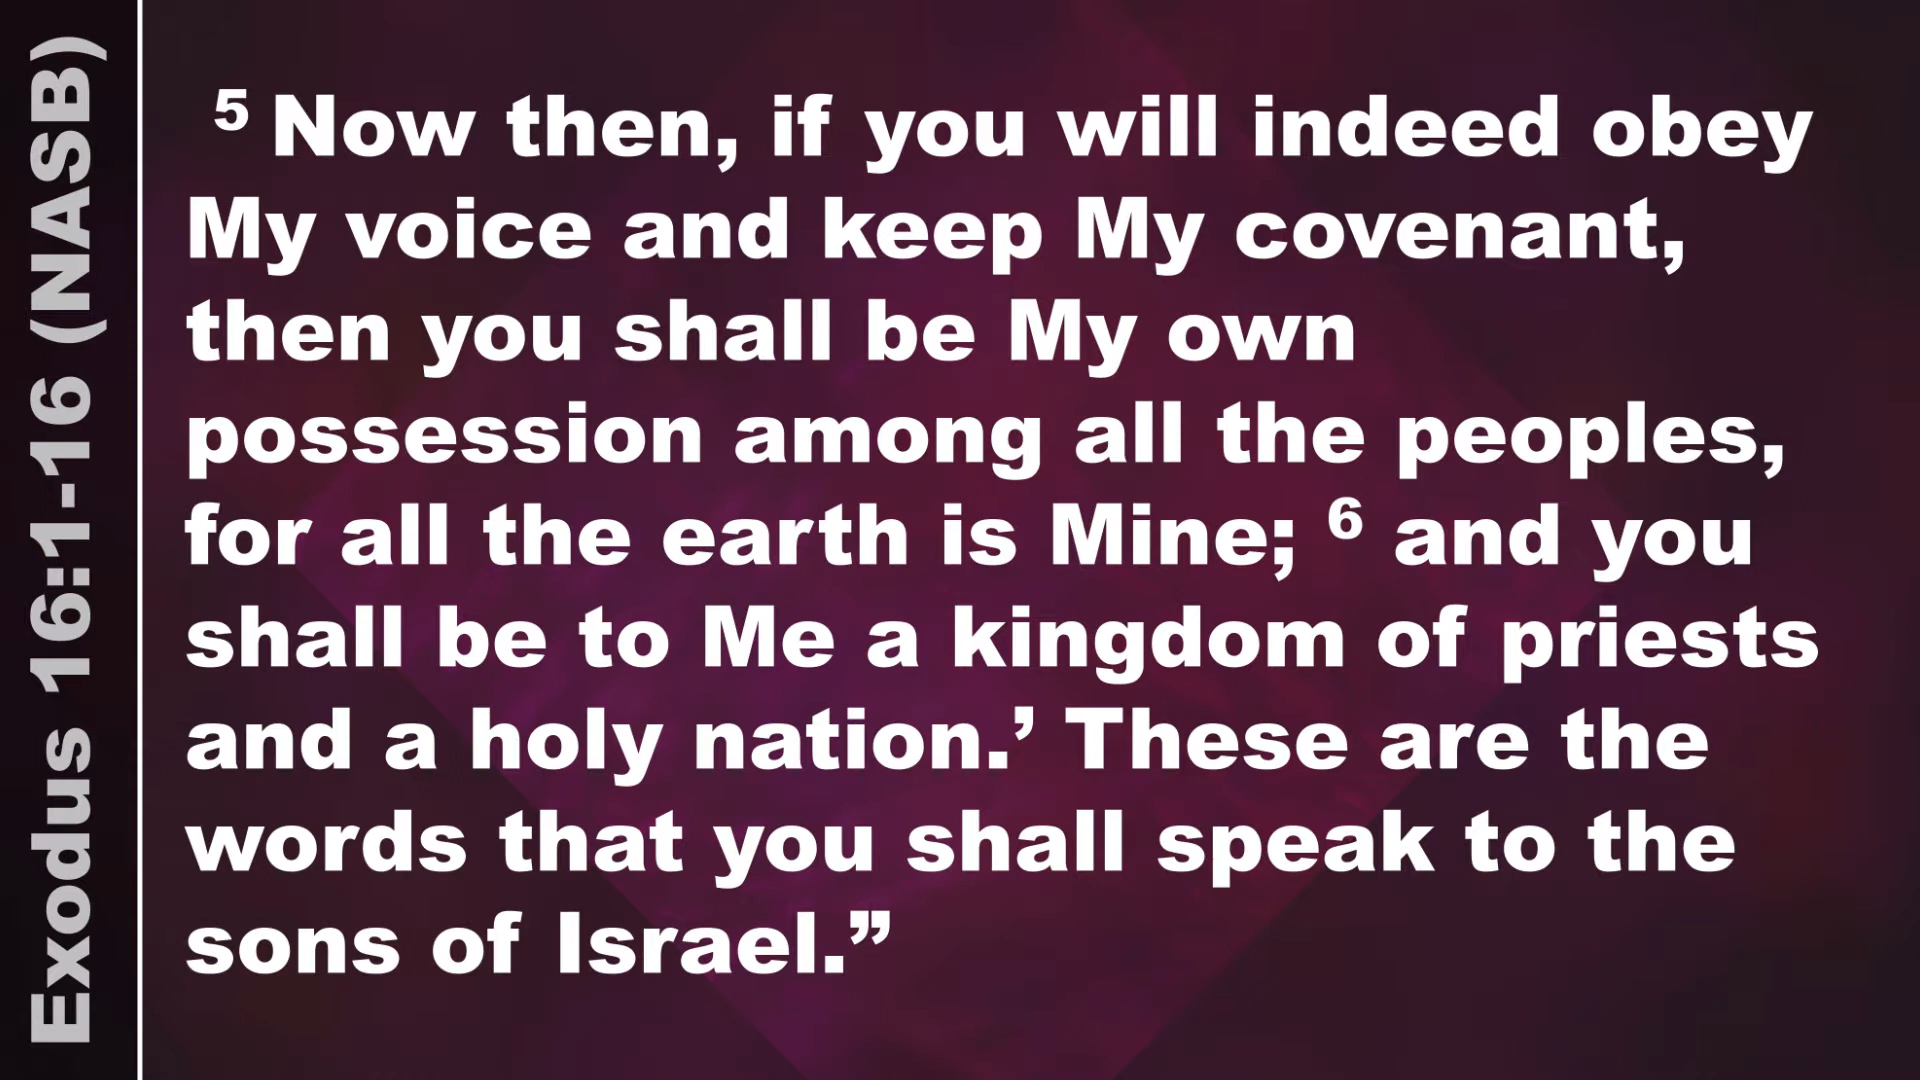 Exodus 16:1-16 (NASB)
5 Now then, if you will indeed obey
My voice and keep My covenant,
then you shall be My own
possession among all the peoples,
for all the earth is Mine; 6 and you
shall be to Me a kingdom of priests
and a holy nation.’ These are the
words that you shall speak to the
sons of Israel.”